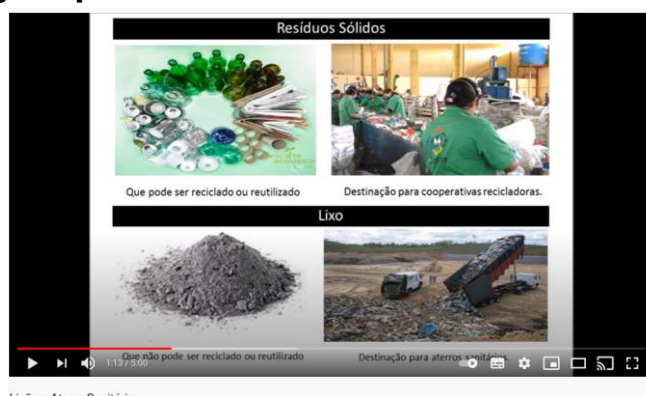 Resíduos Sólidos
Que pode ser reciclado ou reutilizado
Destinação para cooperativas recicladoras.
Lixo
Que não pode ser reciclado ou reutilizado
Destinação para aterros sanitários.
1:13 / 5:00